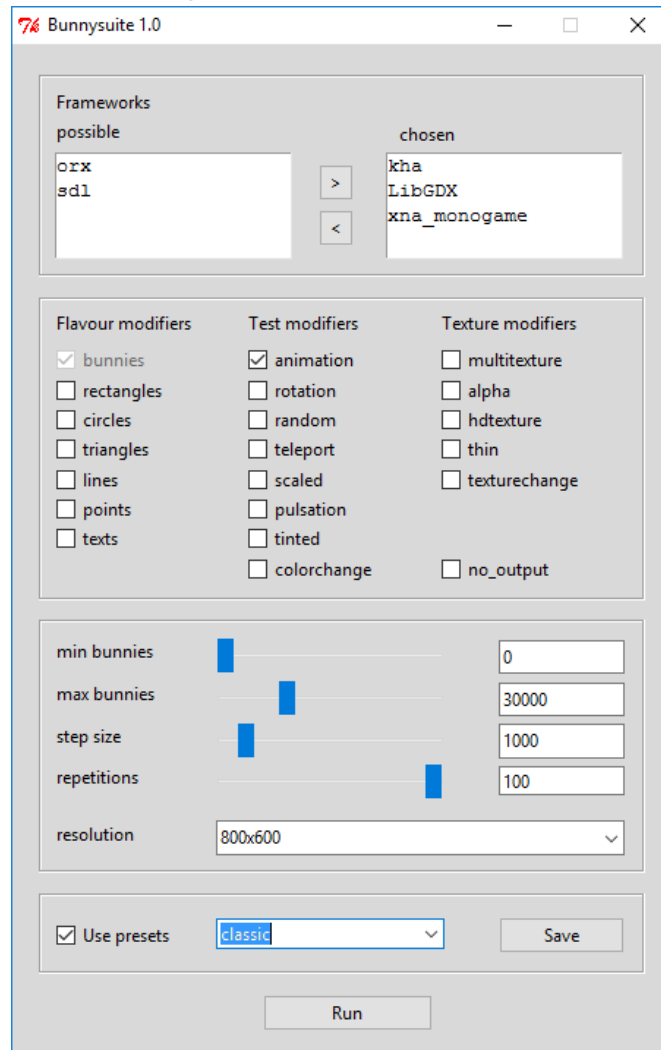 Bunnysuite 1.0
Frameworks
possible chosen
orx
sdl
>
<
kha
LibGDX
xna_monogame
Flavour modifiers Test modifiers Texture modifiers
bunnies animation multitexture
rectangles rotation alpha
circles random hdtexture
triangles teleport thin
lines scaled texturechange
points pulsation
texts tinted
colorchange no_output
min bunnies 0
max bunnies 30000
step size 1000
repetitions 100
resolution 800x600
Use presets classic Save
Run